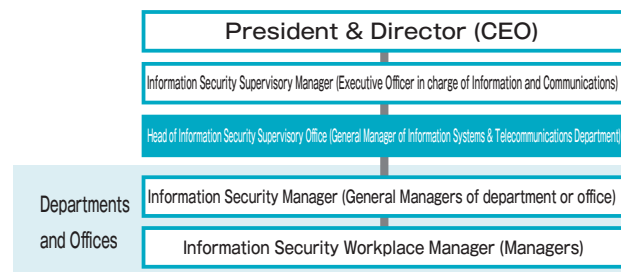 President & Director (CEO)
Information Security Supervisory Manager (Executive Officer in charge of Information and Communications)
Head of Information Security Supervisory Office (General Manager of Information Systems & Telecommunications Department)
Departments
and Offices
Information Security Manager (General Managers of department or office)
Information Security Workplace Manager (Managers)